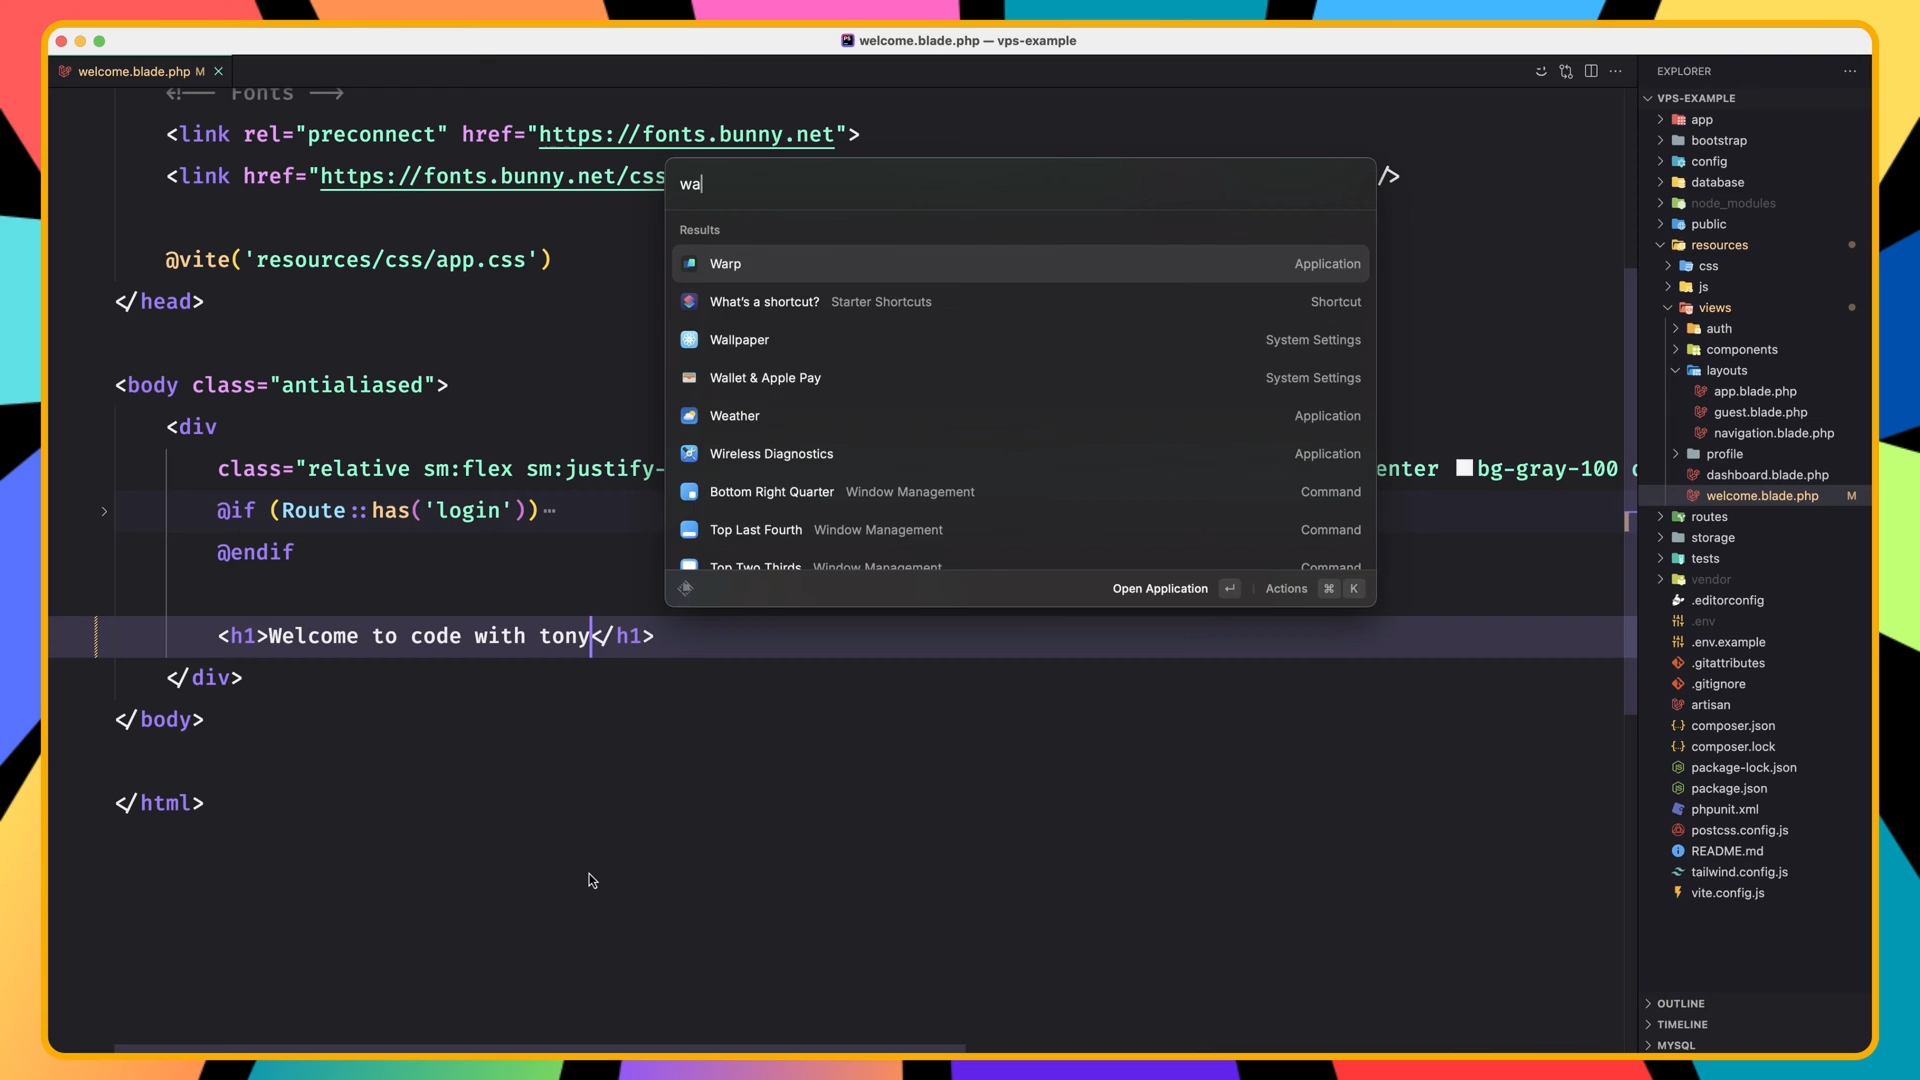 welcome.blade.php — vps-example
welcome.blade.php M
<!-- Fonts -->
<link rel="preconnect" href="https://fonts.bunny.net">
<link href="https://fonts.bunny.net/css
/>
@vite('resources/css/app.css')
</head>
<body class="antialiased">
<div
class="relative sm:flex sm:justify-
enter bg-gray-100
@if (Route::has('login'))…
@endif
<h1>Welcome to code with tony</h1>
</div>
</body>
</html>
wa
Results
Warp Application
What's a shortcut? Starter Shortcuts Shortcut
Wallpaper System Settings
Wallet & Apple Pay System Settings
Weather Application
Wireless Diagnostics Application
Bottom Right Quarter Window Management Command
Top Last Fourth Window Management Command
Top Two Thirds Window Management Command
Open Application ↵ Actions ⌘ K
EXPLORER
VPS-EXAMPLE
app
bootstrap
config
database
node_modules
public
resources
css
js
views
auth
components
layouts
app.blade.php
guest.blade.php
navigation.blade.php
profile
dashboard.blade.php
welcome.blade.php M
routes
storage
tests
vendor
.editorconfig
.env
.env.example
.gitattributes
.gitignore
artisan
composer.json
composer.lock
package-lock.json
package.json
phpunit.xml
postcss.config.js
README.md
tailwind.config.js
vite.config.js
OUTLINE
TIMELINE
MYSQL